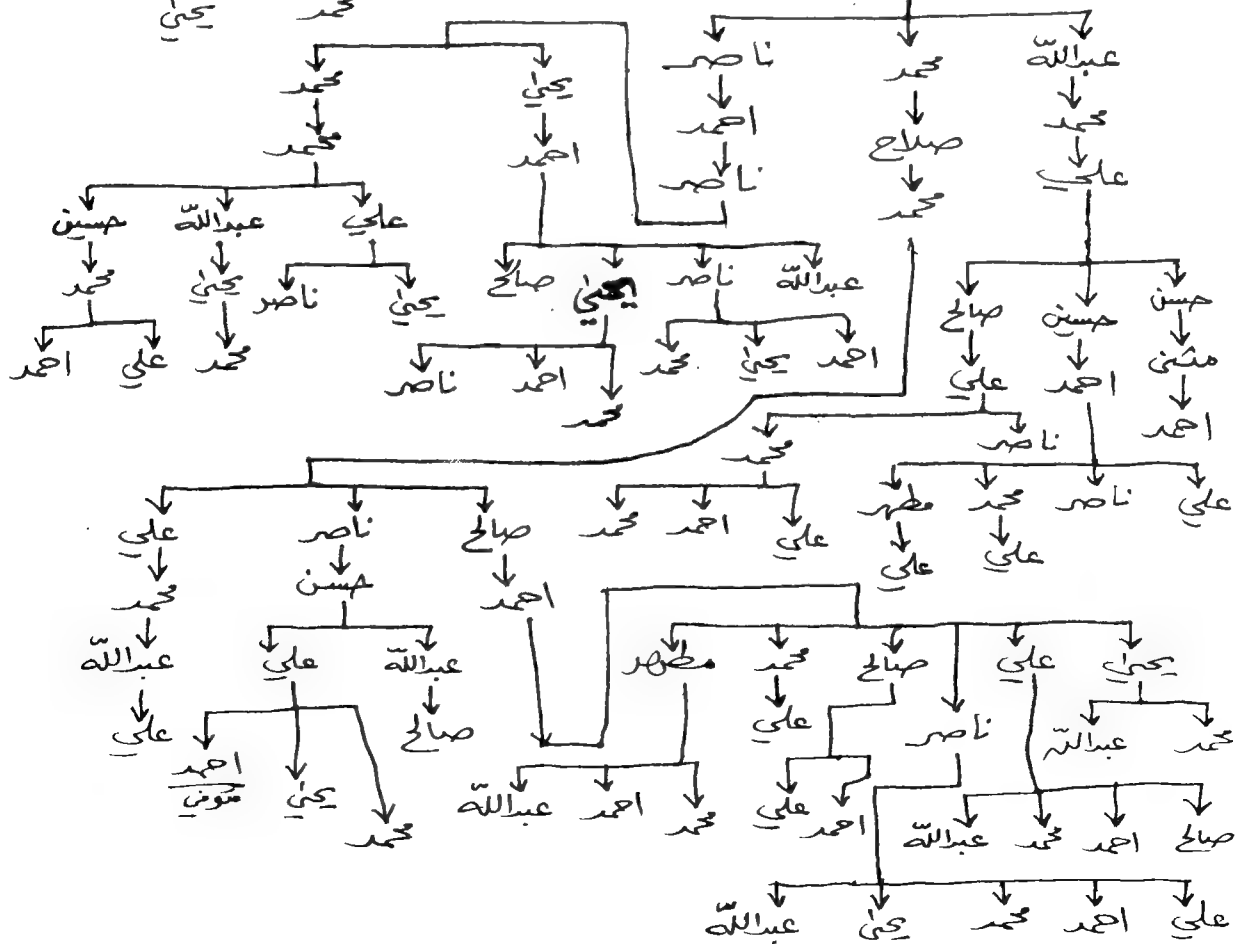 محمد يحيى
عبدالله محمد ناصر
يحيى محمد
محمد احمد
صلاح احمد محمد
علي ناصر
محمد
علي عبدالله حسين
عبدالله ناصر يحيى صالح
يحيى ناصر يحيى محمد
حسن حسين صالح
احمد يحيى محمد
محمد علي احمد
مثنى احمد علي
محمد احمد ناصر
احمد ناصر محمد
علي ناصر محمد مطهر
علي احمد محمد
صالح ناصر علي
علي علي
احمد حسن محمد
يحيى علي صالح محمد مطهر
عبدالله علي عبدالله
ناصر علي
محمد عبدالله
صالح علي
احمد علي
محمد احمد عبدالله
محمد يحيى احمد
متوفي
صالح احمد محمد عبدالله
علي احمد محمد يحيى عبدالله